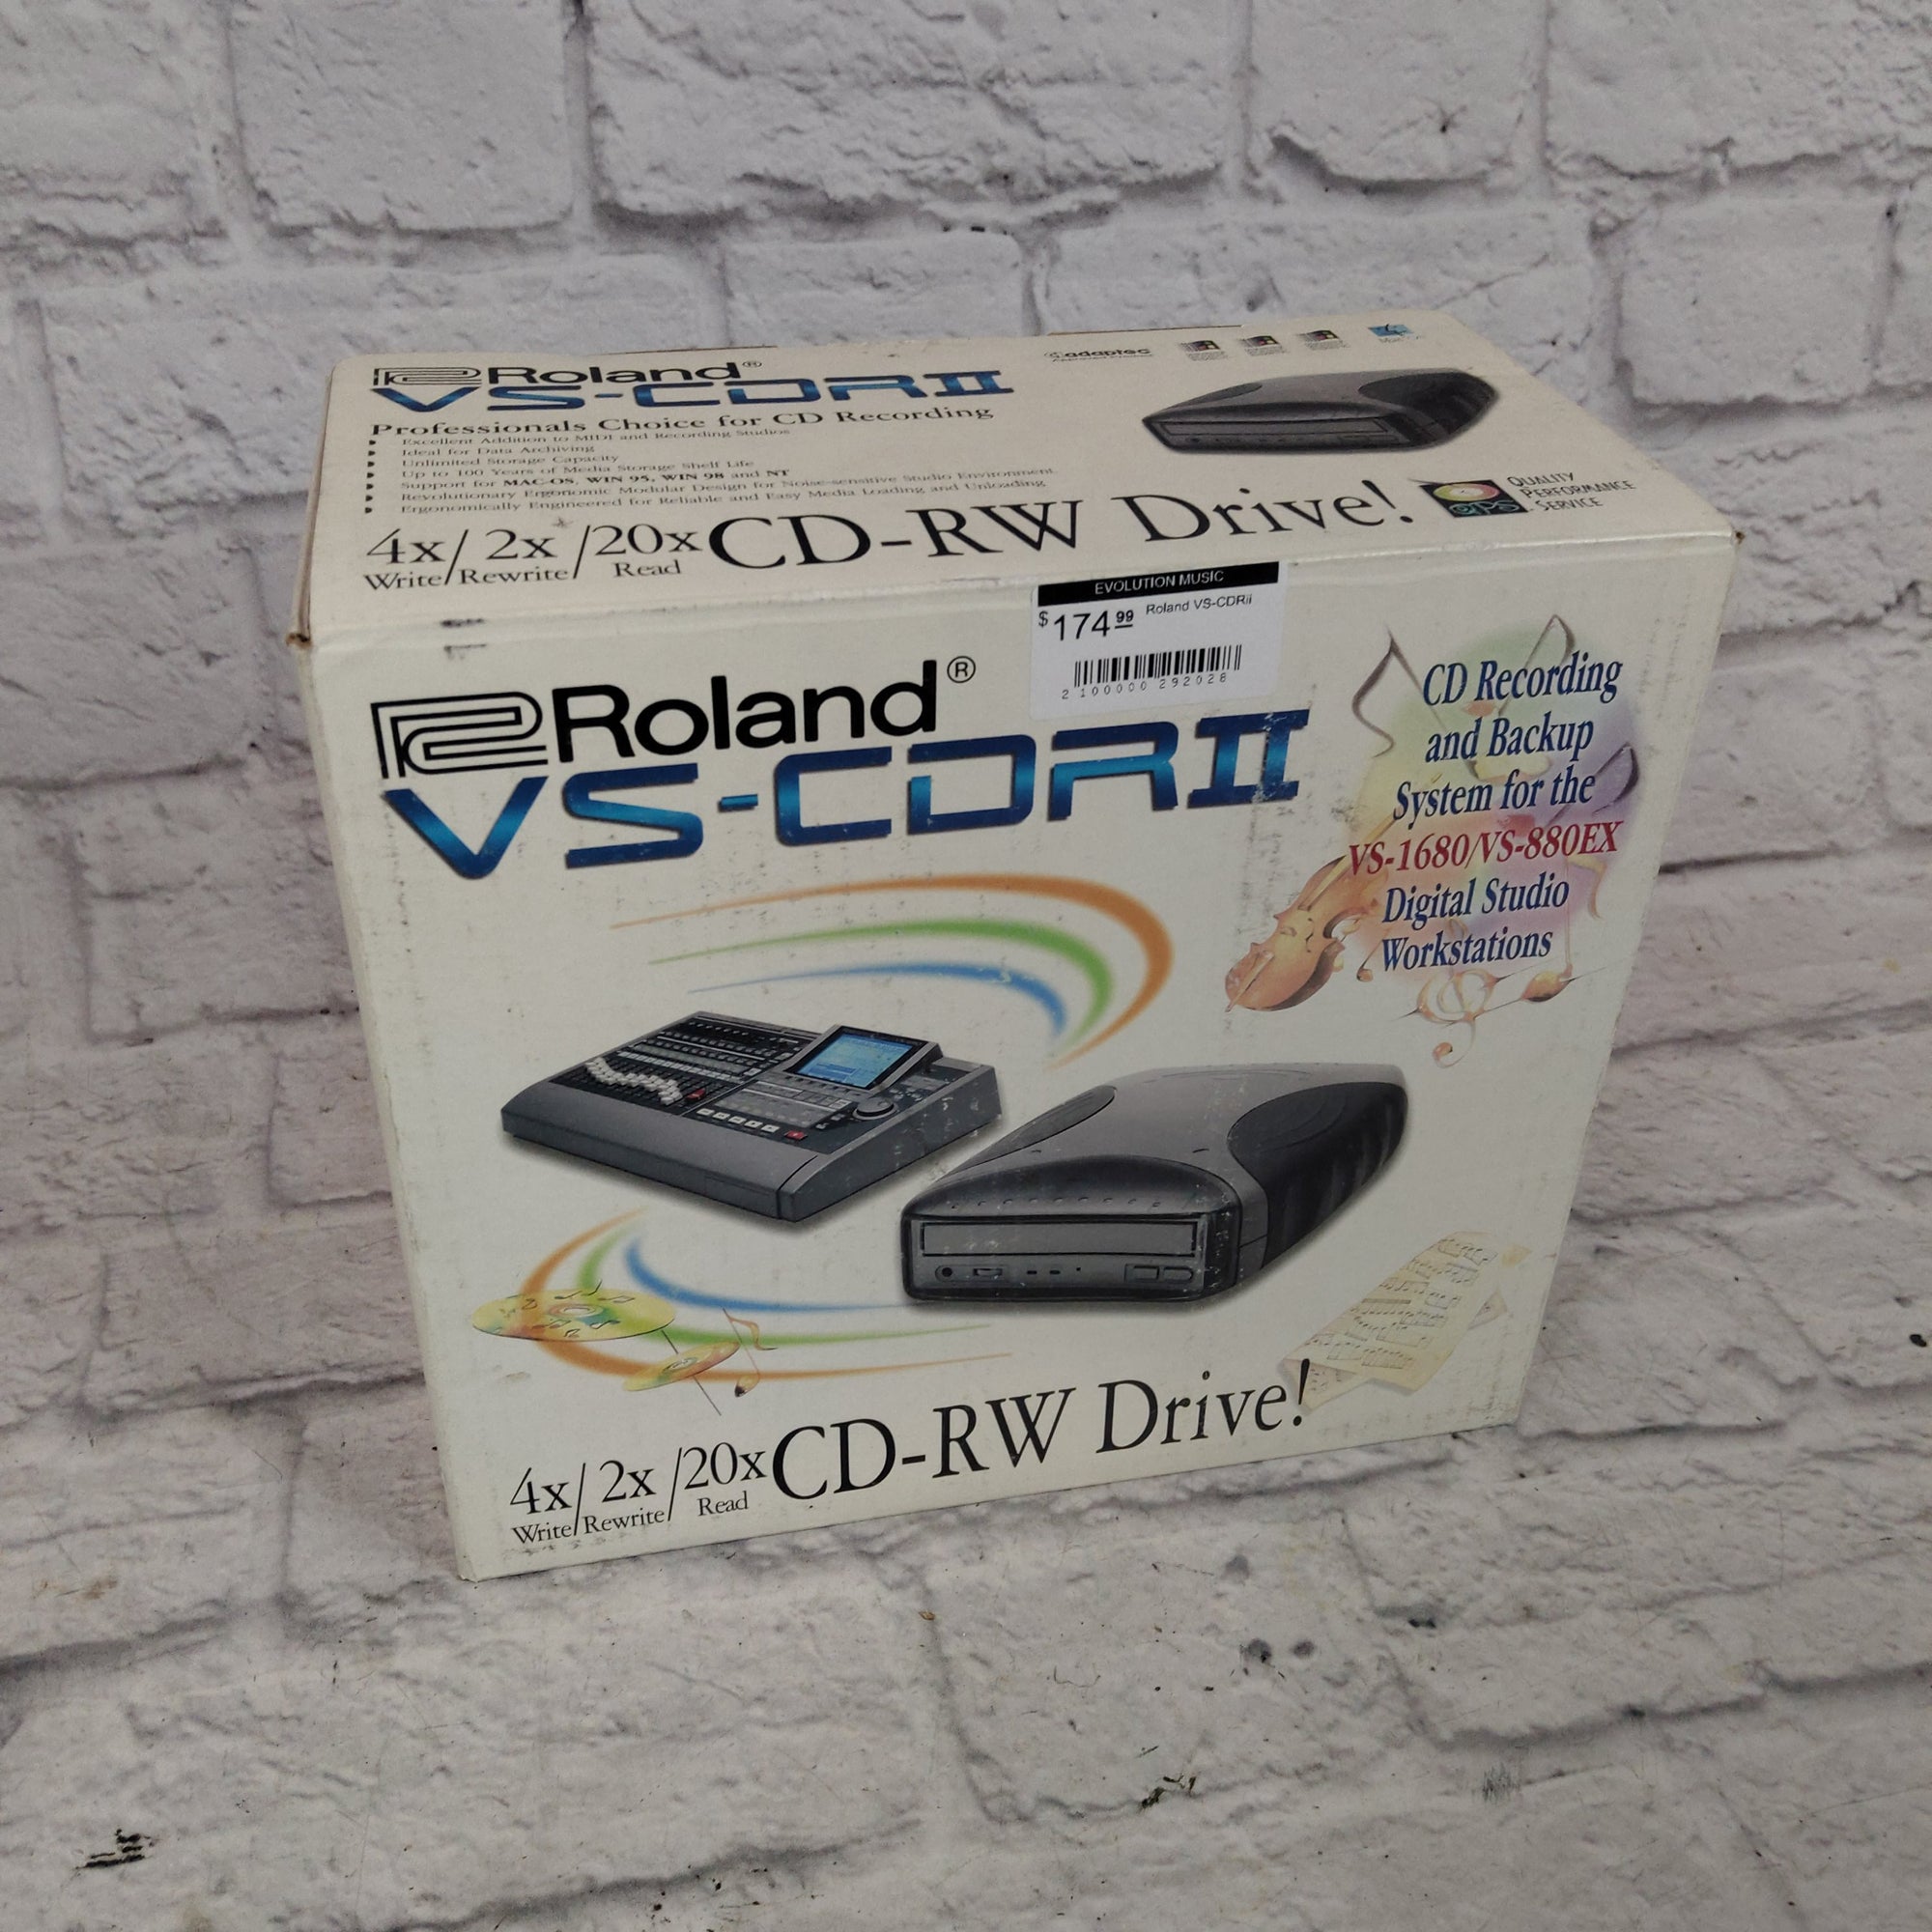 Roland®
VS-CDRII
Professionals Choice for CD Recording
Excellent Addition to MIDI and Recording Studios
Ideal for Data Archiving
Unlimited Storage Capacity
Up to 100 Years of Media Storage Shelf Life
Support for MAC-OS, WIN 95, WIN 98 and NT
Revolutionary Ergonomic Modular Design for Noise-sensitive Studio Environment.
Ergonomically Engineered for Reliable and Easy Media Loading and Unloading
adaptec
4x/2x/20x CD-RW Drive!
Write/Rewrite/Read
QUALITY
PERFORMANCE
SERVICE
EVOLUTION MUSIC
$174.99 Roland VS-CDRii
2 100000 292028
Roland®
VS-CDRII
CD Recording
and Backup
System for the
VS-1680/VS-880EX
Digital Studio
Workstations
4x/2x/20x CD-RW Drive!
Write/Rewrite/Read